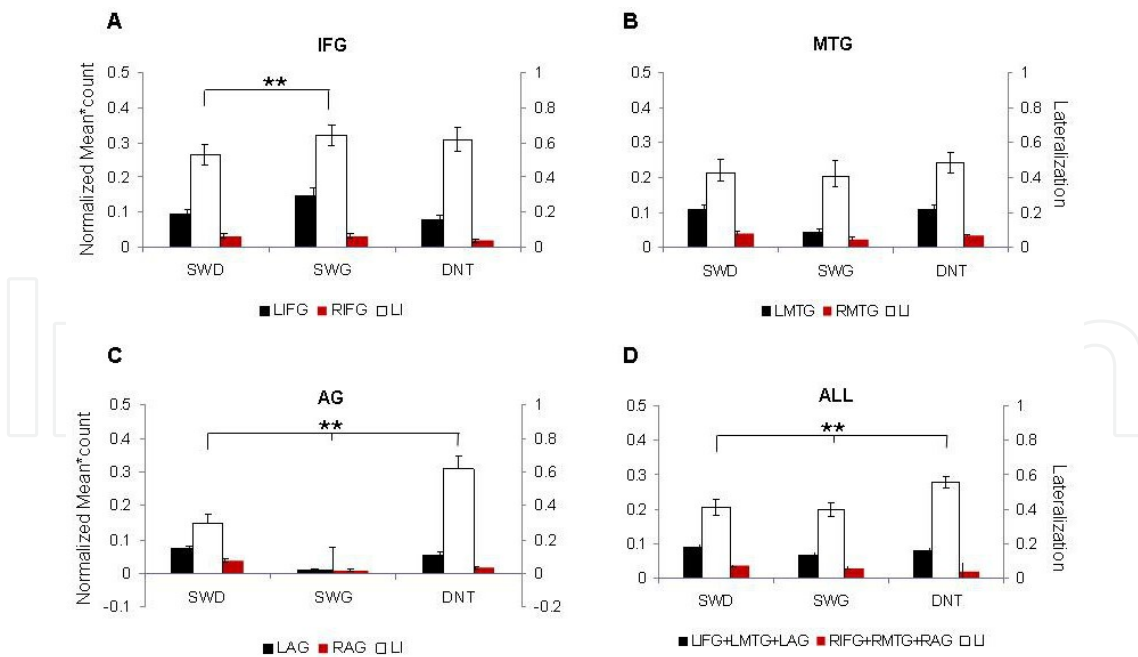 A
IFG
**
0.5
0.4
0.3
0.2
0.1
0
Normalized Mean*count
1
0.8
0.6
0.4
0.2
0
SWD SWG DNT
LIFG RIFG LI
B
MTG
0.5
0.4
0.3
0.2
0.1
0
1
0.8
0.6
0.4
0.2
0
Lateralization
SWD SWG DNT
LMTG RMTG LI
C
AG
**
0.5
0.4
0.3
0.2
0.1
0
-0.1
Normalized Mean*count
1
0.8
0.6
0.4
0.2
0
-0.2
SWD SWG DNT
LAG RAG LI
D
ALL
**
0.5
0.4
0.3
0.2
0.1
0
1
0.8
0.6
0.4
0.2
0
Lateralization
SWD SWG DNT
LIFG+LMTG+LAG RIFG+RMTG+RAG LI